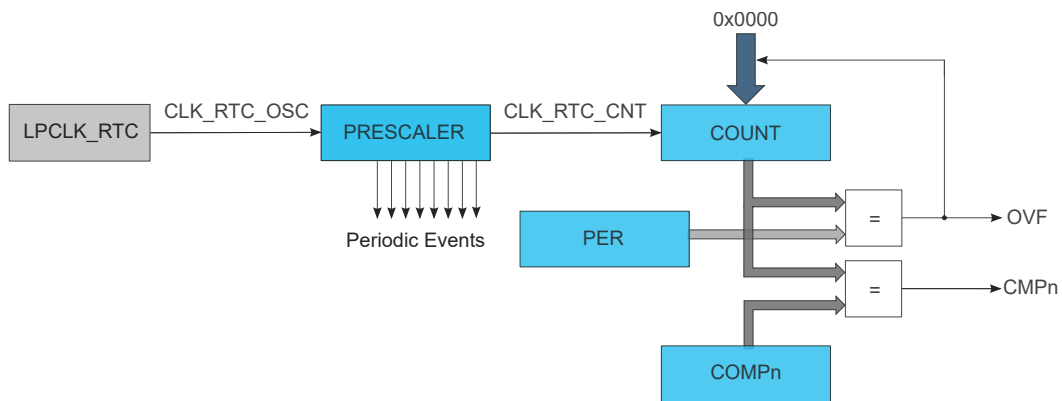 0x0000
CLK_RTC_OSC
CLK_RTC_CNT
LPCLK_RTC
PRESCALER
COUNT
Periodic Events
PER
=
OVF
=
CMPn
COMPn